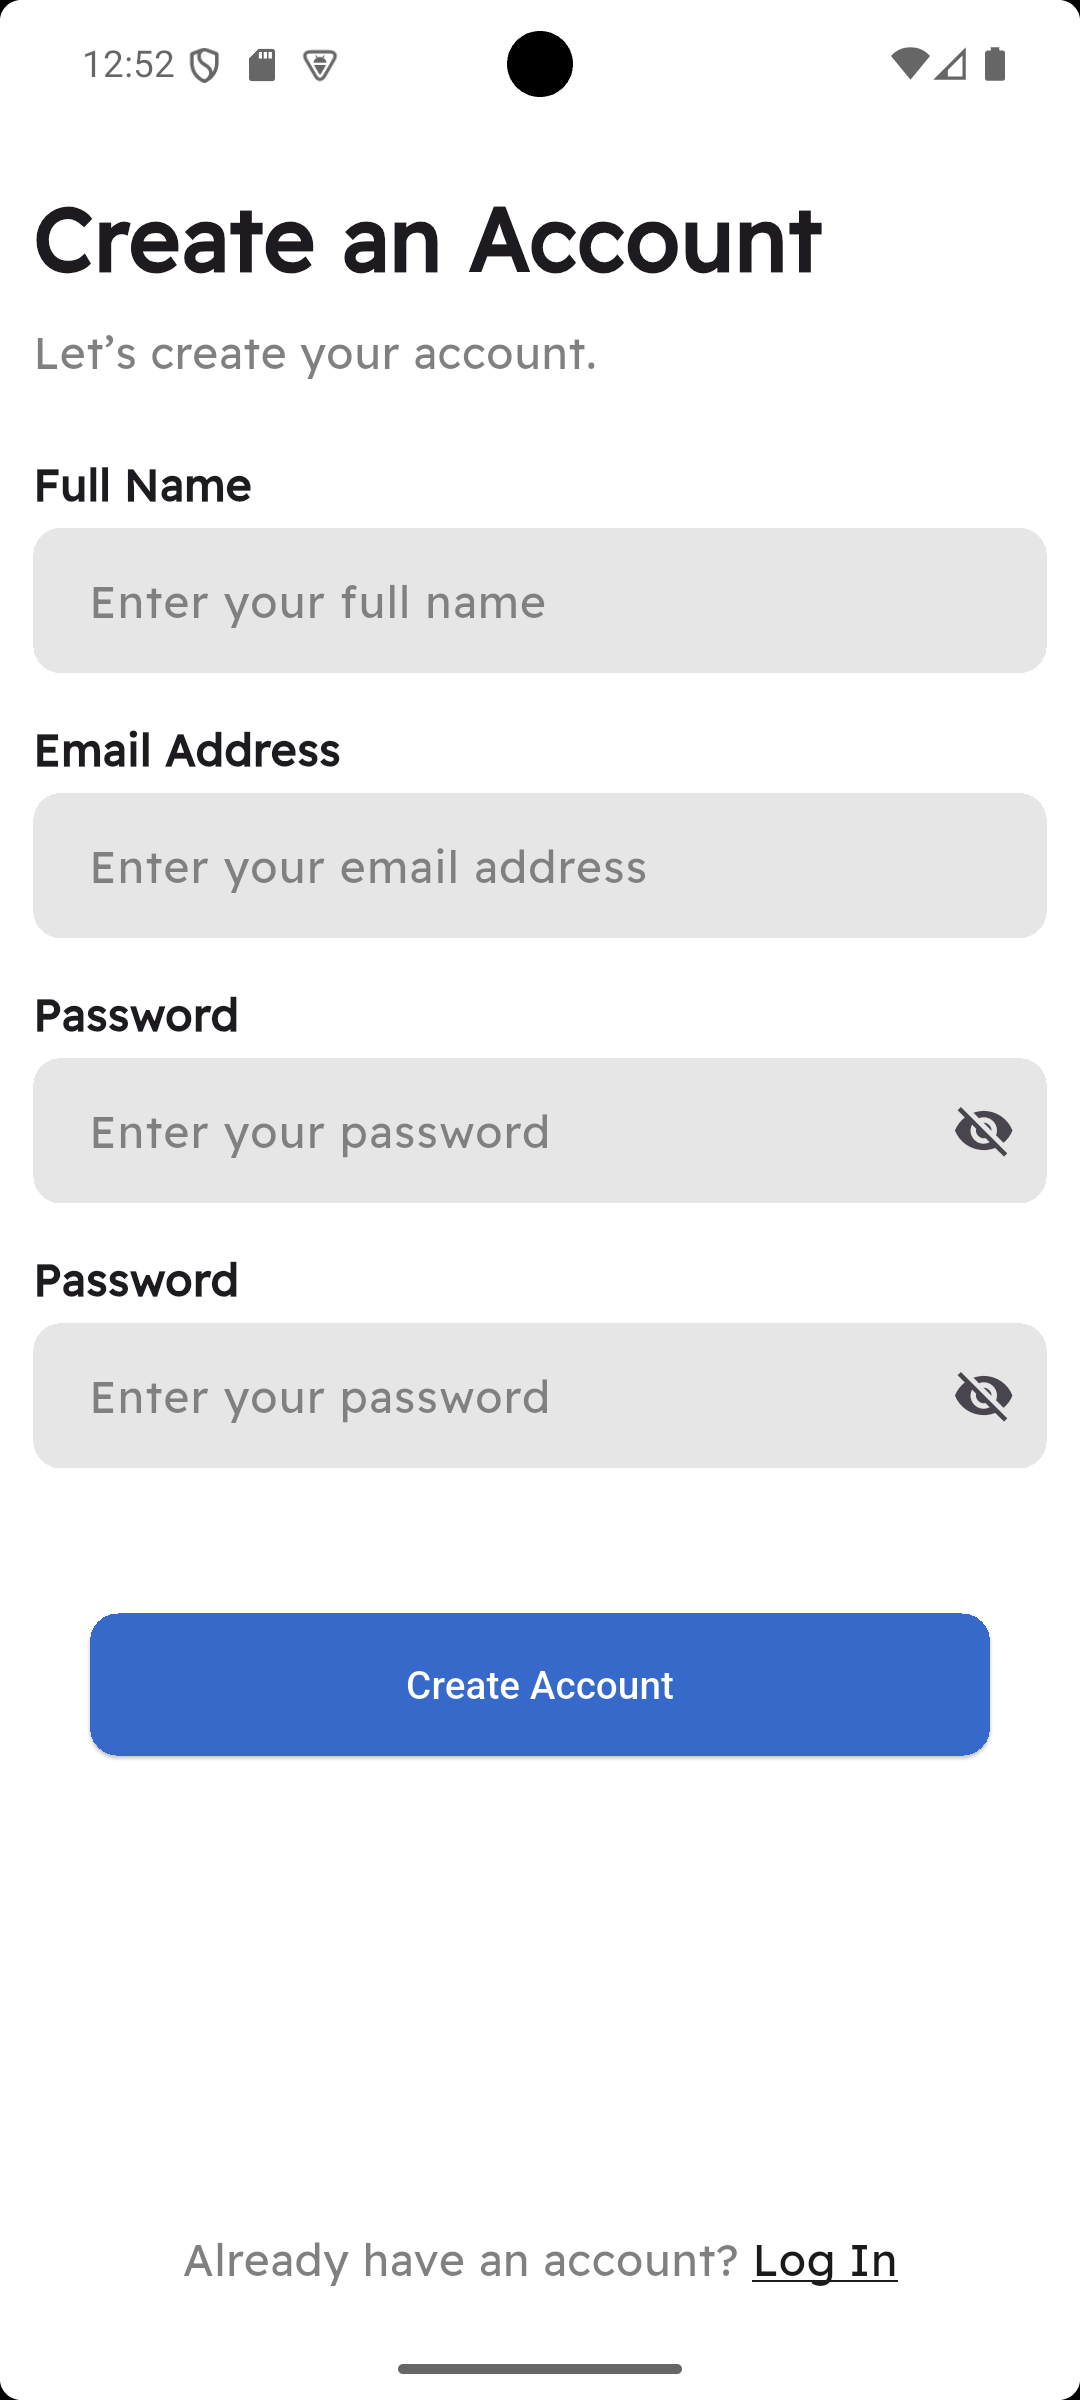 12:52
Create an Account
Let’s create your account.
Full Name
Enter your full name
Email Address
Enter your email address
Password
Enter your password
Password
Enter your password
Create Account
Already have an account? Log In